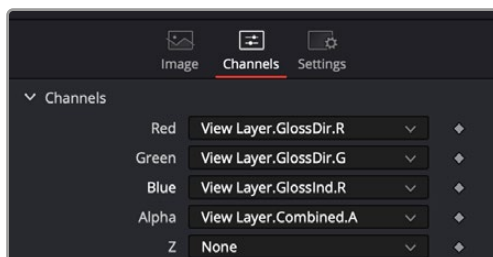 Image Channels Settings
Channels
Red View Layer.GlossDir.R
Green View Layer.GlossDir.G
Blue View Layer.GlossInd.R
Alpha View Layer.Combined.A
Z None